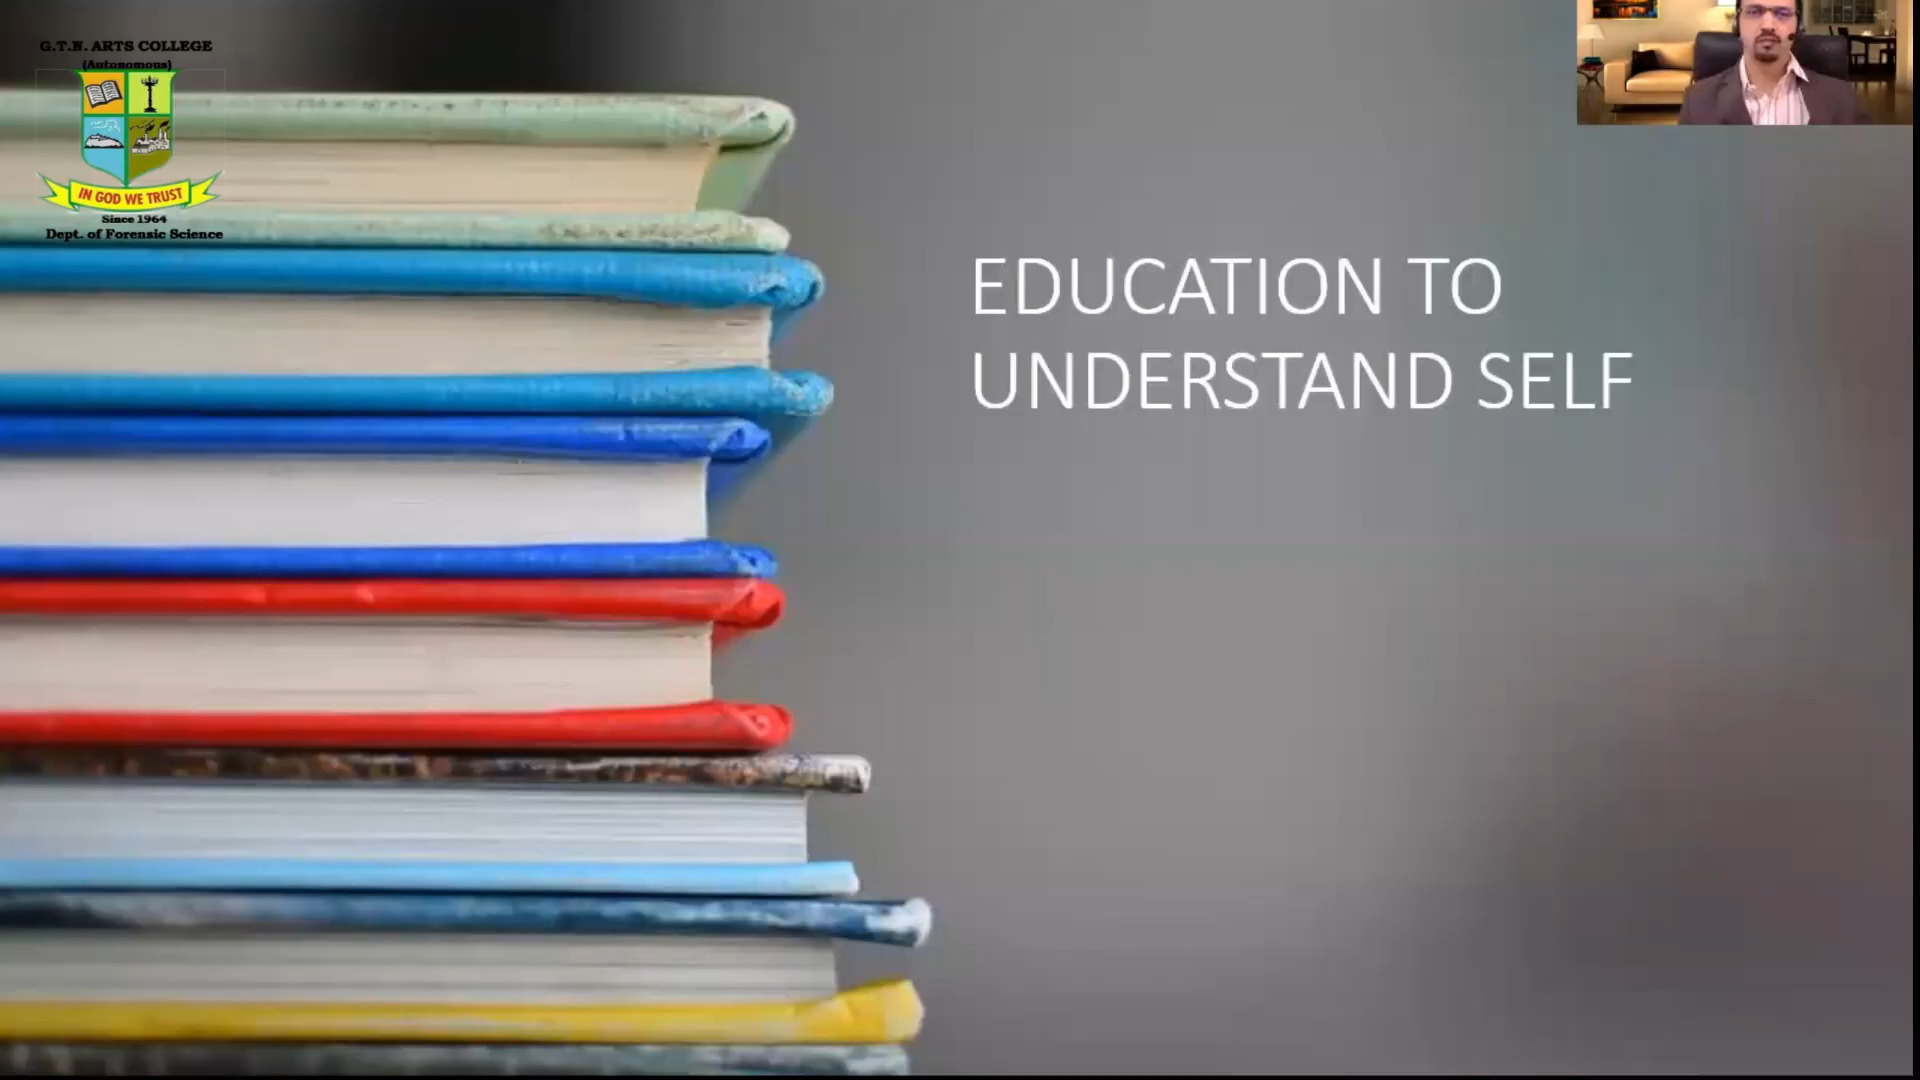 G.T.N. ARTS COLLEGE
(Autonomous)
IN GOD WE TRUST
Since 1964
Dept. of Forensic Science
EDUCATION TO
UNDERSTAND SELF